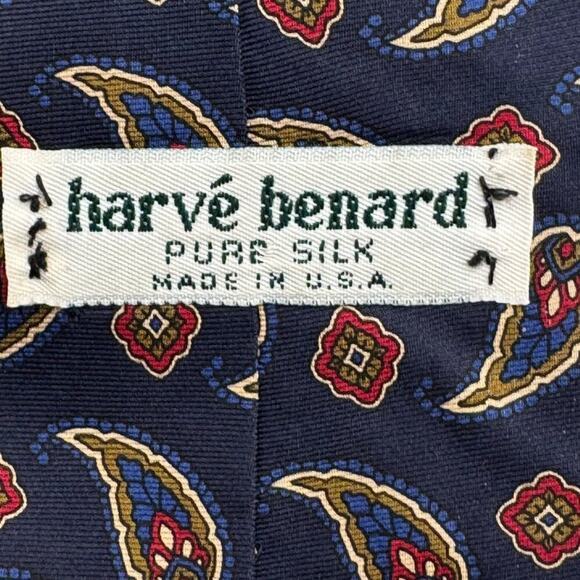 harvé benard
PURE SILK
MADE IN U.S.A.